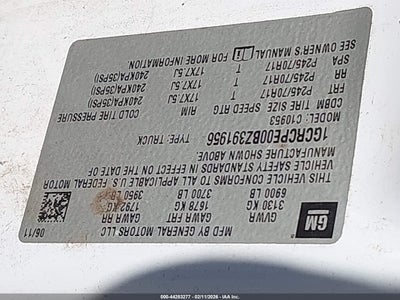 MFD BY GENERAL MOTORS LLC
06/11
GVWR GAWR FRT GAWR RR
3130 KG 1678 KG 1792 KG
6900 LB 3700 LB 3950 LB
GM
THIS VEHICLE CONFORMS TO ALL APPLICABLE U.S. FEDERAL MOTOR
VEHICLE SAFETY STANDARDS IN EFFECT ON THE DATE OF
MANUFACTURE SHOWN ABOVE.
1GCRCPE00BZ391956 TYPE: TRUCK
MODEL: C10953
COLD TIRE PRESSURE
TIRE SIZE SPEED RTG RIM
FRT P245/70R17 T 17X7.5J 240KPA(35PSI)
RR P245/70R17 T 17X7.5J 240KPA(35PSI)
SPA P245/70R17 T 17X7.5J 240KPA(35PSI)
SEE OWNER'S MANUAL FOR MORE INFORMATION
000-44283277 - 02/11/2026 - IAAI